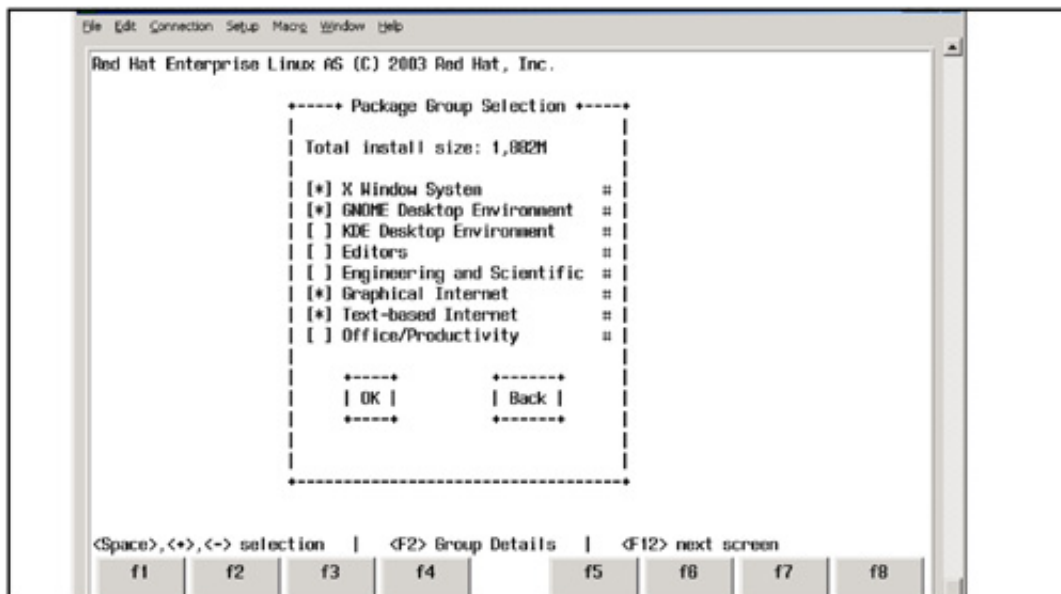 File Edit Connection Setup Macro Window Help
Red Hat Enterprise Linux AS (C) 2003 Red Hat, Inc.
+----+ Package Group Selection +----+
Total install size: 1,882M
[*] X Window System #
[*] GNOME Desktop Environment #
[ ] KDE Desktop Environment #
[ ] Editors #
[ ] Engineering and Scientific #
[*] Graphical Internet #
[*] Text-based Internet #
[ ] Office/Productivity #
| OK | | Back |
<Space>,<+>,<-> selection | <F2> Group Details | <F12> next screen
f1 f2 f3 f4 f5 f6 f7 f8